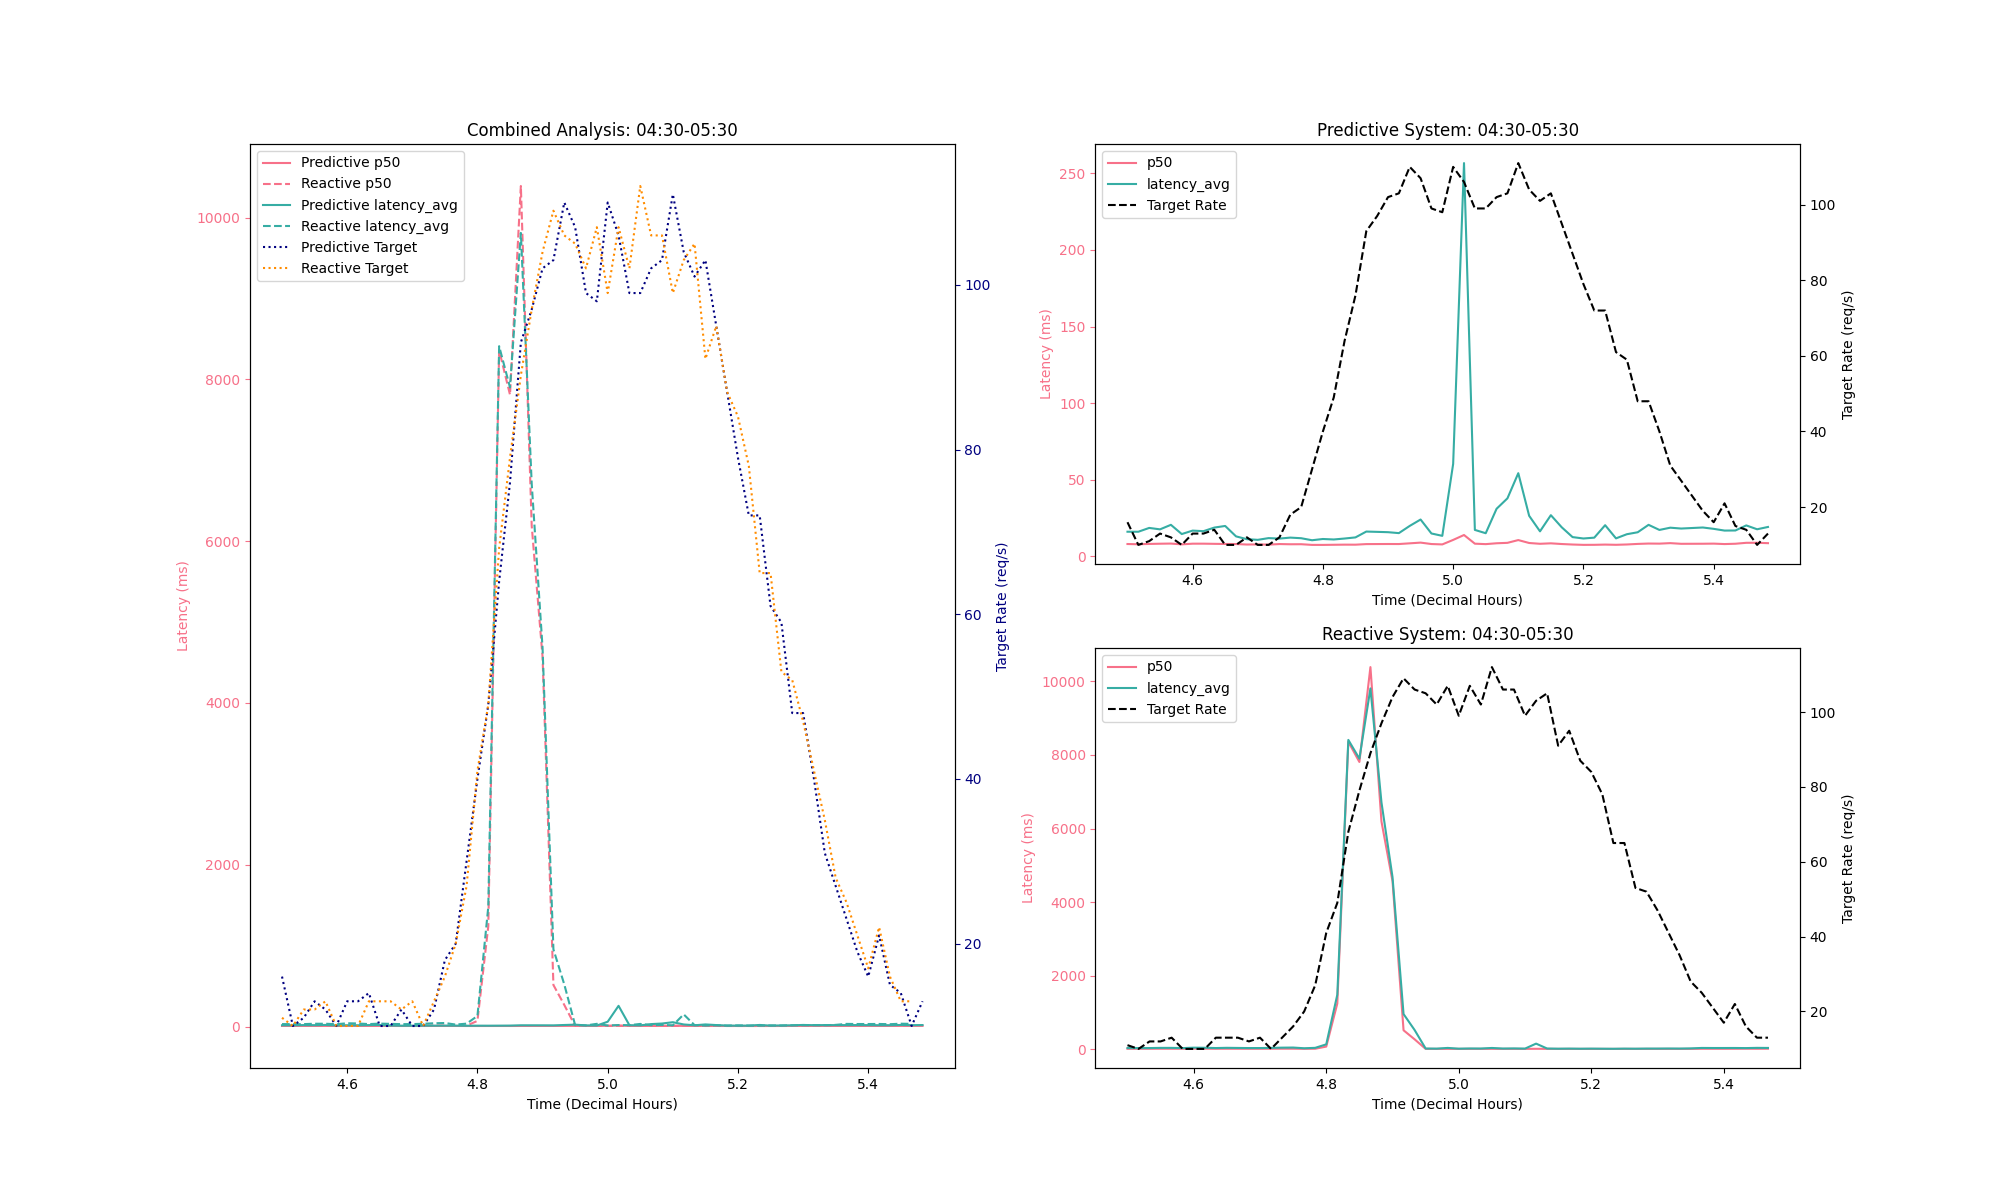 Combined Analysis: 04:30-05:30
Predictive p50
Reactive p50
Predictive latency_avg
Reactive latency_avg
Predictive Target
Reactive Target
Latency (ms)
10000
8000
6000
4000
2000
0
100
80
60
40
20
Target Rate (req/s)
4.6 4.8 5.0 5.2 5.4
Time (Decimal Hours)
Predictive System: 04:30-05:30
p50
latency_avg
Target Rate
Latency (ms)
250
200
150
100
50
0
100
80
60
40
20
Target Rate (req/s)
4.6 4.8 5.0 5.2 5.4
Time (Decimal Hours)
Reactive System: 04:30-05:30
p50
latency_avg
Target Rate
Latency (ms)
10000
8000
6000
4000
2000
0
100
80
60
40
20
Target Rate (req/s)
4.6 4.8 5.0 5.2 5.4
Time (Decimal Hours)